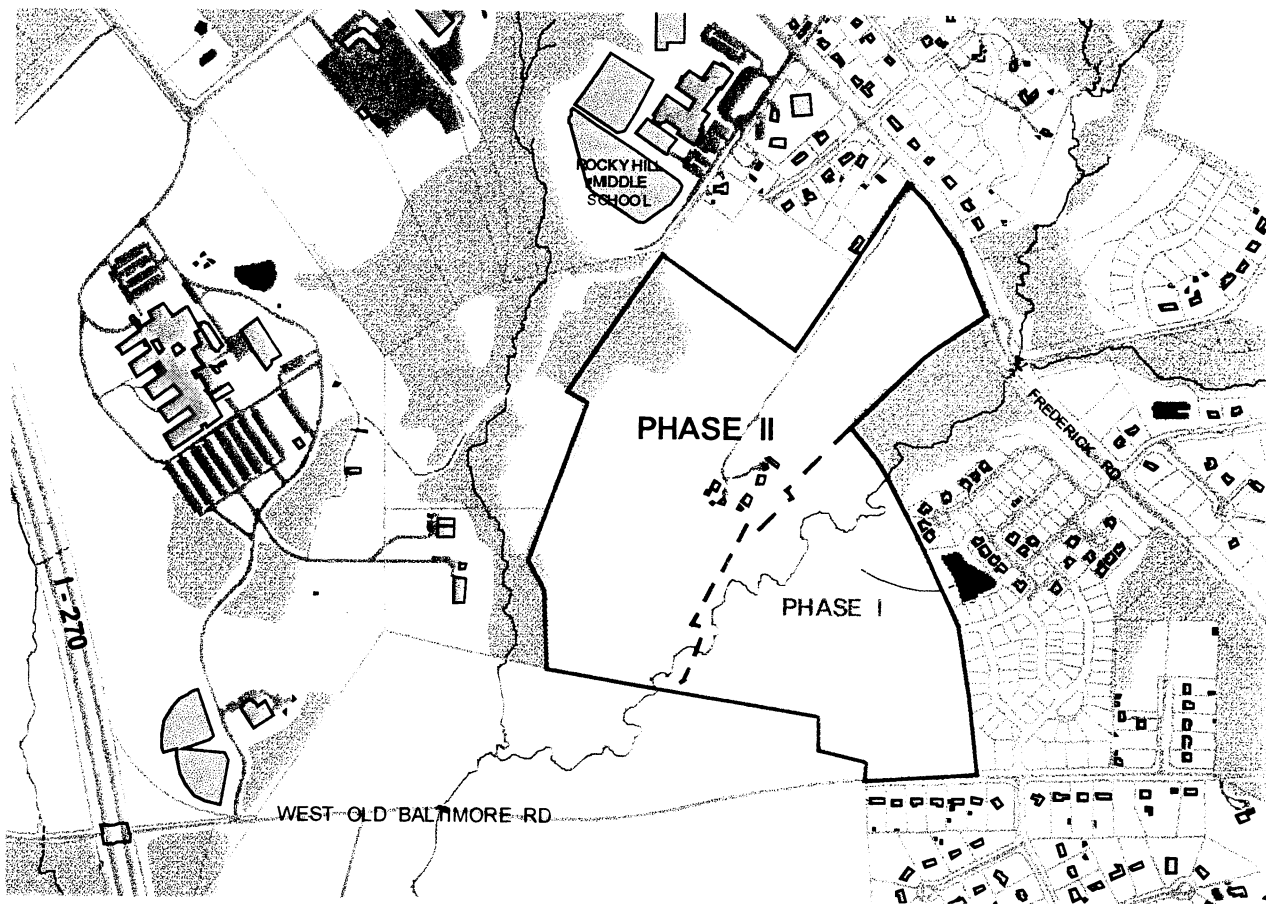 ROCKY HILL
MIDDLE
SCHOOL
PHASE II
FREDERICK RD
PHASE I
I-270
WEST OLD BALTIMORE RD